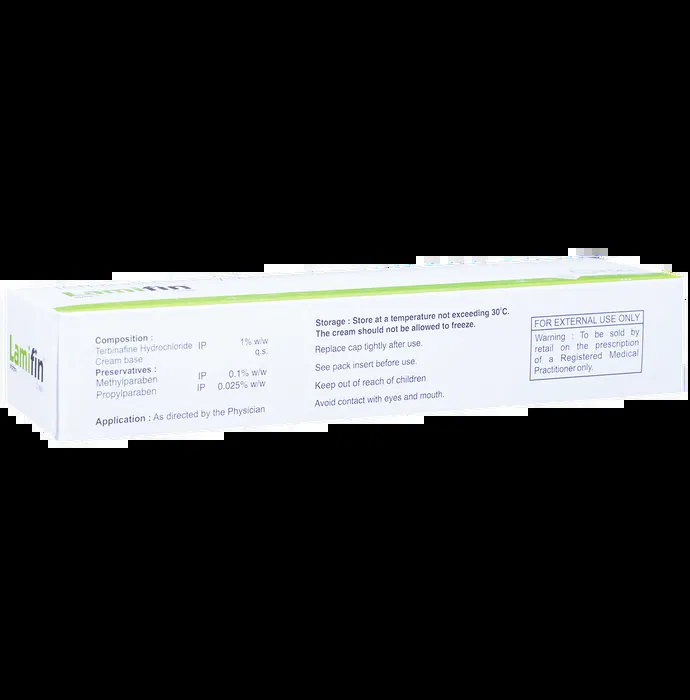 Lamifin
Lamifin
Composition :
Terbinafine Hydrochloride IP 1% w/w
Cream base q.s.
Preservatives :
Methylparaben IP 0.1% w/w
Propylparaben IP 0.025% w/w
Application : As directed by the Physician
Storage : Store at a temperature not exceeding 30°C.
The cream should not be allowed to freeze.
Replace cap tightly after use.
See pack insert before use.
Keep out of reach of children
Avoid contact with eyes and mouth.
FOR EXTERNAL USE ONLY
Warning : To be sold by
retail on the prescription
of a Registered Medical
Practitioner only.